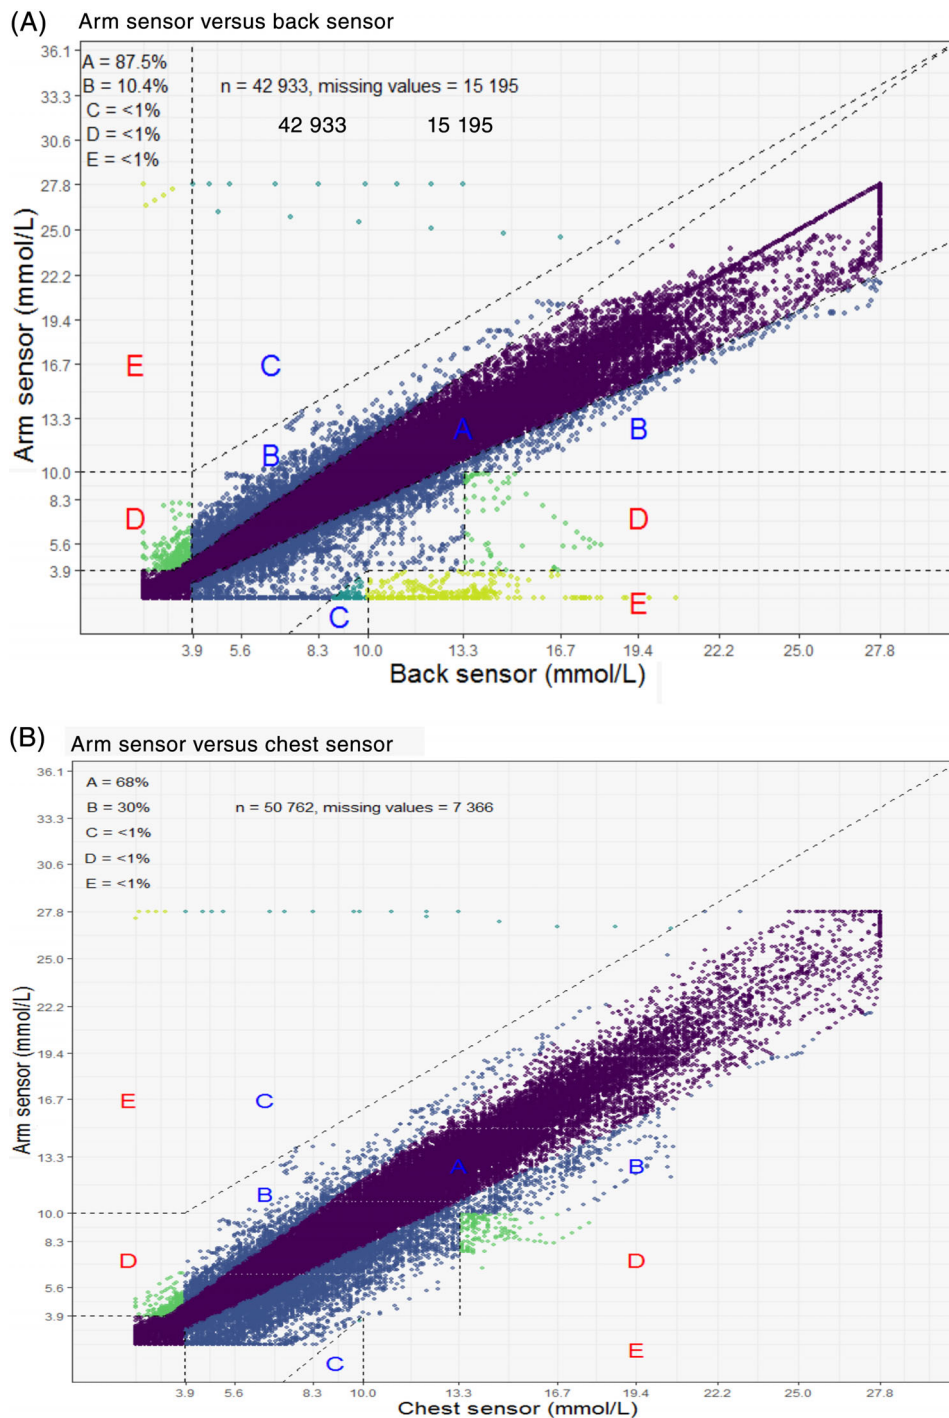 (A) Arm sensor versus back sensor
A = 87.5%
B = 10.4%
C = <1%
D = <1%
E = <1%
n = 42 933, missing values = 15 195
42 933 15 195
Arm sensor (mmol/L)
36.1
33.3
30.6
27.8
25.0
22.2
19.4
16.7
13.3
10.0
8.3
5.6
3.9
E
C
B
A
B
D
D
C
E
3.9 5.6 8.3 10.0 13.3 16.7 19.4 22.2 25.0 27.8
Back sensor (mmol/L)
(B) Arm sensor versus chest sensor
A = 68%
B = 30%
C = <1%
D = <1%
E = <1%
n = 50 762, missing values = 7 366
Arm sensor (mmol/L)
36.1
33.3
30.6
27.8
25.0
22.2
19.4
16.7
13.3
10.0
8.3
5.6
3.9
E
C
B
A
B
D
D
C
E
3.9 5.6 8.3 10.0 13.3 16.7 19.4 22.2 25.0 27.8
Chest sensor (mmol/L)